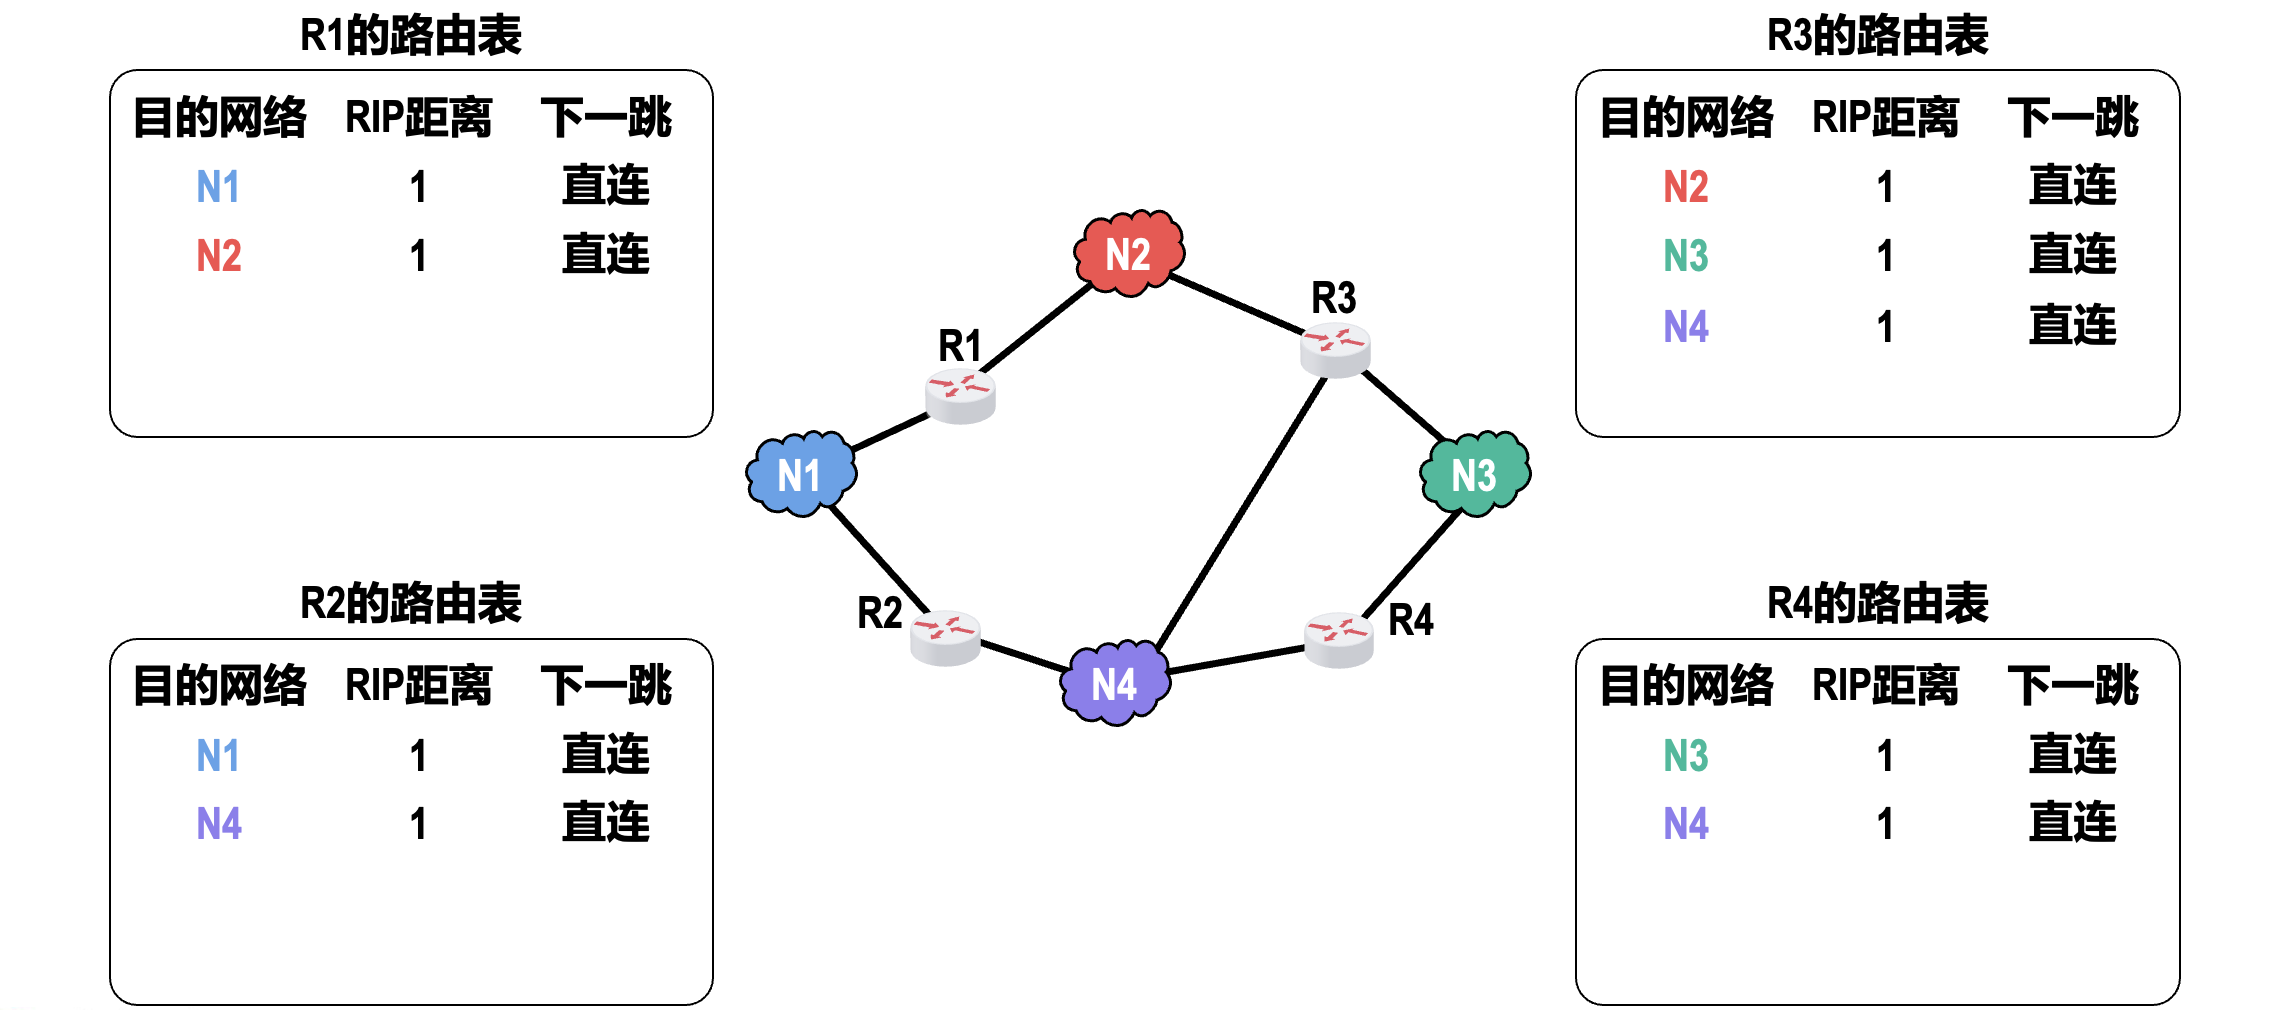 R1的路由表
目的网络 RIP距离 下一跳
N1 1 直连
N2 1 直连
R3的路由表
目的网络 RIP距离 下一跳
N2 1 直连
N3 1 直连
N4 1 直连
N2
R3
R1
N1
N3
R2
R4
N4
R2的路由表
目的网络 RIP距离 下一跳
N1 1 直连
N4 1 直连
R4的路由表
目的网络 RIP距离 下一跳
N3 1 直连
N4 1 直连